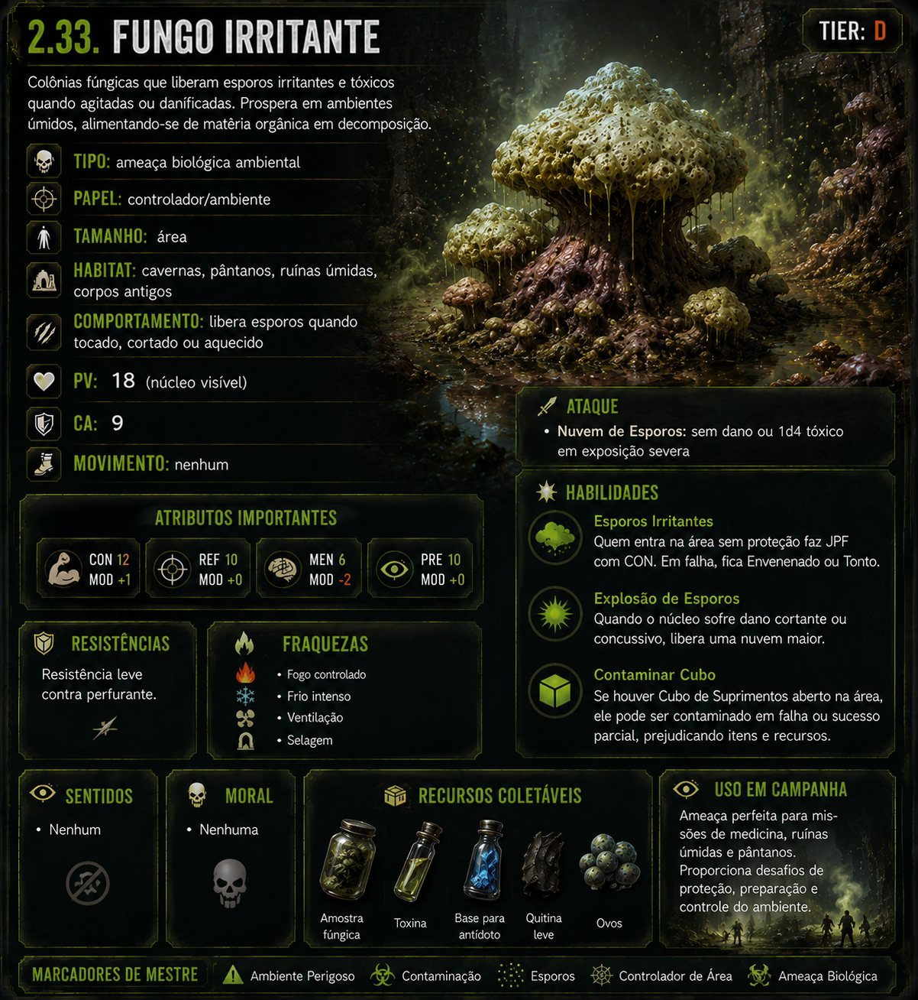 2.33. FUNGO IRRITANTE
TIER: D
Colônias fúngicas que liberam esporos irritantes e tóxicos
quando agitadas ou daníficadas. Prospera em ambientes
úmidos, alimentando-se de matêria orgânica em decomposição.
TIPO: ameaça biológica ambiental
PAPEL: controlador/ambiente
TAMANHO: área
HABITAT: cavernas, pântanos, ruínas úmidas,
corpos antigos
COMPORTAMENTO: libera esporos quando
tocado, cortado ou aquecido
PV: 18 (núcleo visível)
CA: 9
MOVIMENTO: nenhum
ATAQUE
• Nuvem de Esporos: sem dano ou 1d4 tóxico
em exposição severa
HABILIDADES
Esporos Irritantes
Quem entra na área sem proteção faz JPF
com CON. Em falha, fica Envenenado ou Tonto.
Explosão de Esporos
Quando o núcleo sofre dano cortante ou
concussivo, libera uma nuvem maior.
Contaminar Cubo
Se houver Cubo de Suprimentos aberto na área,
ele pode ser contaminado em falha ou sucesso
parcial, prejudicando itens e recursos.
ATRIBUTOS IMPORTANTES
CON 12
MOD +1
REF 10
MOD +0
MEN 6
MOD -2
PRE 10
MOD +0
RESISTÊNCIAS
Resistência leve
contra perfurante.
FRAQUEZAS
• Fogo controlado
• Frio intenso
• Ventilação
• Selagem
SENTIDOS
• Nenhum
MORAL
• Nenhuma
RECURSOS COLETÁVEIS
Amostra
fúngica
Toxina
Base para
antídoto
Quitina
leve
Ovos
USO EM CAMPANHA
Ameaça perfeita para mis-
sões de medicina, ruínas
úmidas e pântanos.
Proporciona desafios de
proteção, preparação e
controle do ambiente.
MARCADORES DE MESTRE
Ambiente Perigoso
Contaminação
Esporos
Controlador de Área
Ameaça Biológica